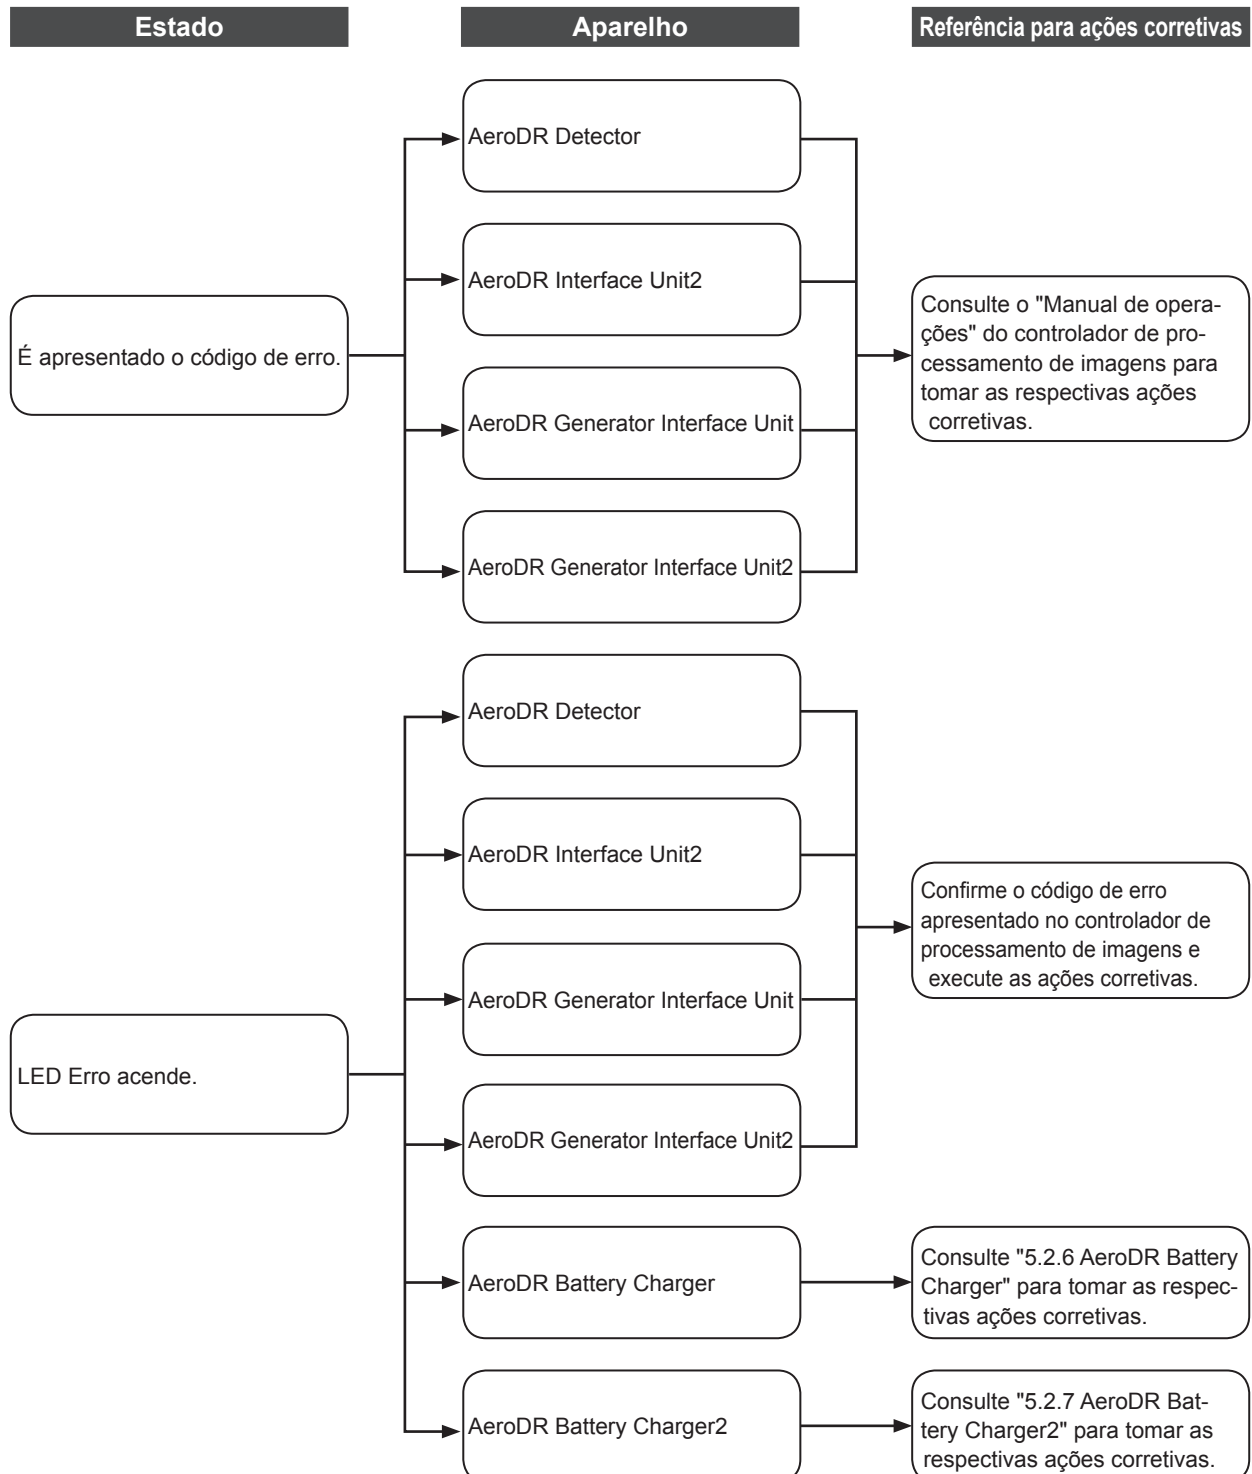 Estado
Aparelho
Referência para ações corretivas
É apresentado o código de erro.
AeroDR Detector
AeroDR Interface Unit2
AeroDR Generator Interface Unit
AeroDR Generator Interface Unit2
Consulte o "Manual de opera-
ções" do controlador de pro-
cessamento de imagens para
tomar as respectivas ações
corretivas.
LED Erro acende.
AeroDR Detector
AeroDR Interface Unit2
AeroDR Generator Interface Unit
AeroDR Generator Interface Unit2
Confirme o código de erro
apresentado no controlador de
processamento de imagens e
execute as ações corretivas.
AeroDR Battery Charger
Consulte "5.2.6 AeroDR Battery
Charger" para tomar as respec-
tivas ações corretivas.
AeroDR Battery Charger2
Consulte "5.2.7 AeroDR Bat-
tery Charger2" para tomar as
respectivas ações corretivas.